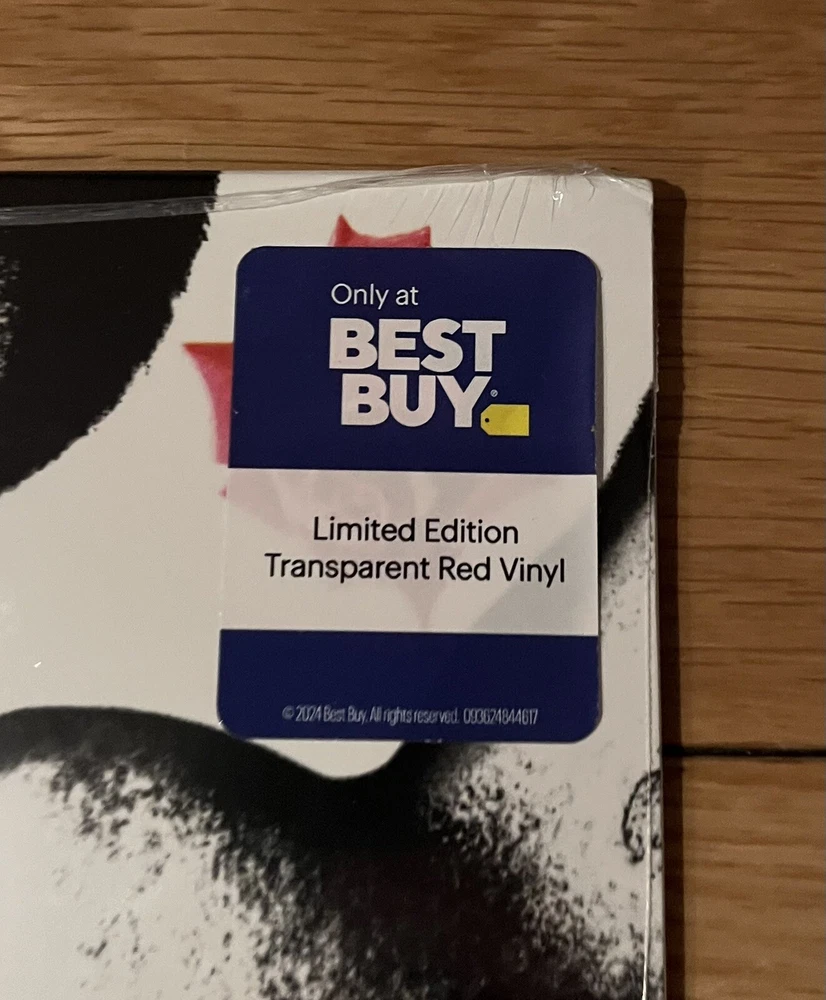 Only at
BEST
BUY®
Limited Edition
Transparent Red Vinyl
© 2024 Best Buy. All rights reserved. 093624844617